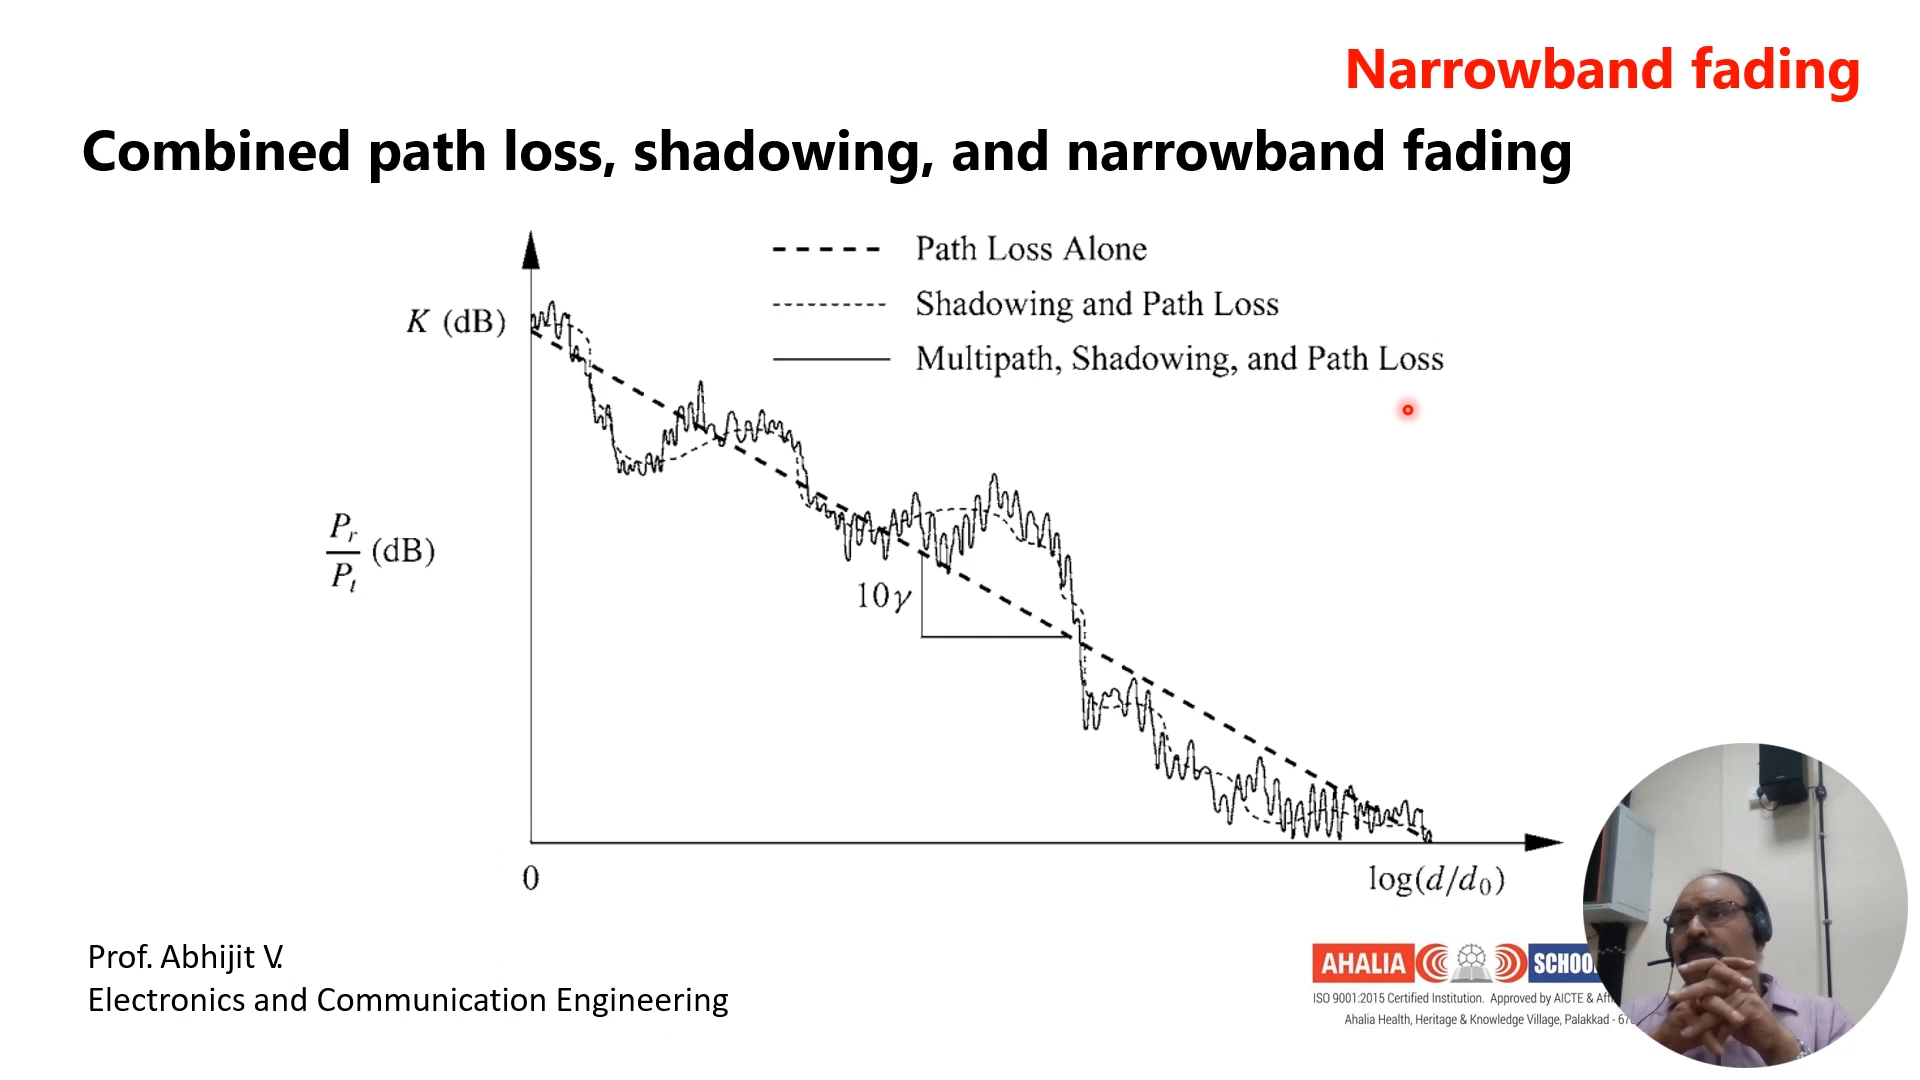 Narrowband fading
Combined path loss, shadowing, and narrowband fading
Path Loss Alone
K (dB)
Shadowing and Path Loss
Multipath, Shadowing, and Path Loss
Pr
Pt
(dB)
10γ
0
log(d/d0)
Prof. Abhijit V.
Electronics and Communication Engineering
AHALIA
ISO 9001:2015 Certified Institution. Approved by AICTE &
Ahalia Health, Heritage & Knowledge Village, Palakkad -